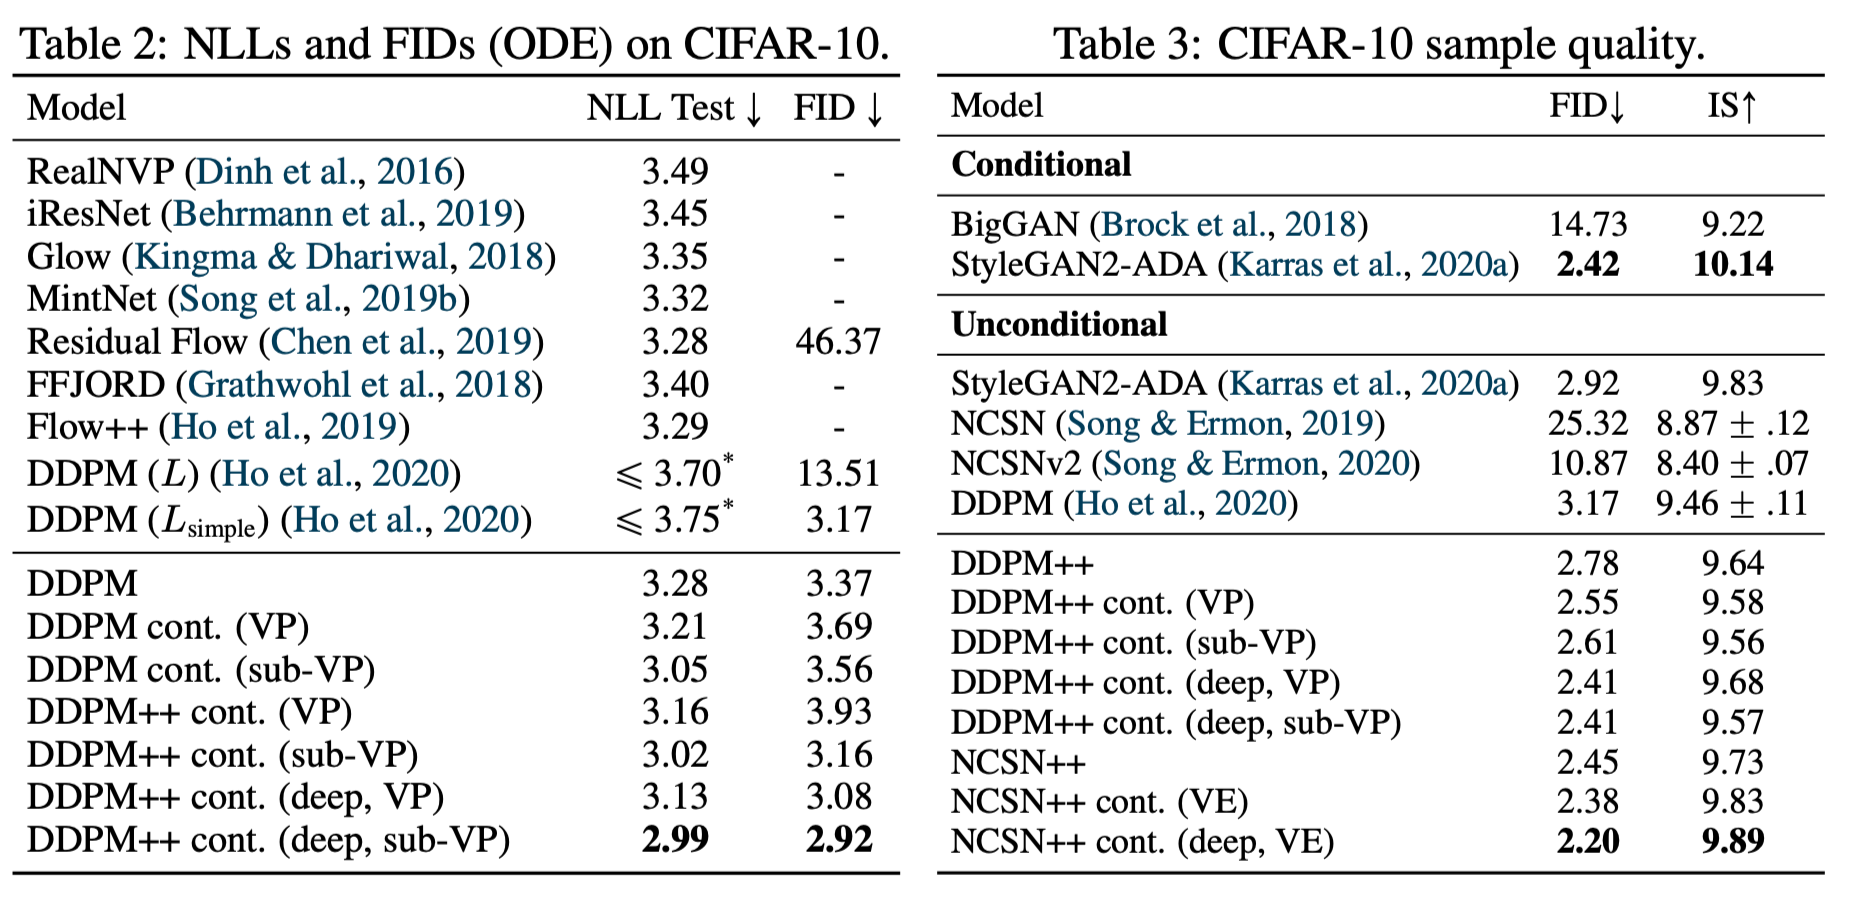 Table 2: NLLs and FIDs (ODE) on CIFAR-10.
Model NLL Test ↓ FID ↓
RealNVP (Dinh et al., 2016) 3.49 -
iResNet (Behrmann et al., 2019) 3.45 -
Glow (Kingma & Dhariwal, 2018) 3.35 -
MintNet (Song et al., 2019b) 3.32 -
Residual Flow (Chen et al., 2019) 3.28 46.37
FFJORD (Grathwohl et al., 2018) 3.40 -
Flow++ (Ho et al., 2019) 3.29 -
DDPM (L) (Ho et al., 2020) ⩽ 3.70* 13.51
DDPM (Lsimple) (Ho et al., 2020) ⩽ 3.75* 3.17
DDPM 3.28 3.37
DDPM cont. (VP) 3.21 3.69
DDPM cont. (sub-VP) 3.05 3.56
DDPM++ cont. (VP) 3.16 3.93
DDPM++ cont. (sub-VP) 3.02 3.16
DDPM++ cont. (deep, VP) 3.13 3.08
DDPM++ cont. (deep, sub-VP) 2.99 2.92
Table 3: CIFAR-10 sample quality.
Model FID↓ IS↑
Conditional
BigGAN (Brock et al., 2018) 14.73 9.22
StyleGAN2-ADA (Karras et al., 2020a) 2.42 10.14
Unconditional
StyleGAN2-ADA (Karras et al., 2020a) 2.92 9.83
NCSN (Song & Ermon, 2019) 25.32 8.87 ± .12
NCSNv2 (Song & Ermon, 2020) 10.87 8.40 ± .07
DDPM (Ho et al., 2020) 3.17 9.46 ± .11
DDPM++ 2.78 9.64
DDPM++ cont. (VP) 2.55 9.58
DDPM++ cont. (sub-VP) 2.61 9.56
DDPM++ cont. (deep, VP) 2.41 9.68
DDPM++ cont. (deep, sub-VP) 2.41 9.57
NCSN++ 2.45 9.73
NCSN++ cont. (VE) 2.38 9.83
NCSN++ cont. (deep, VE) 2.20 9.89